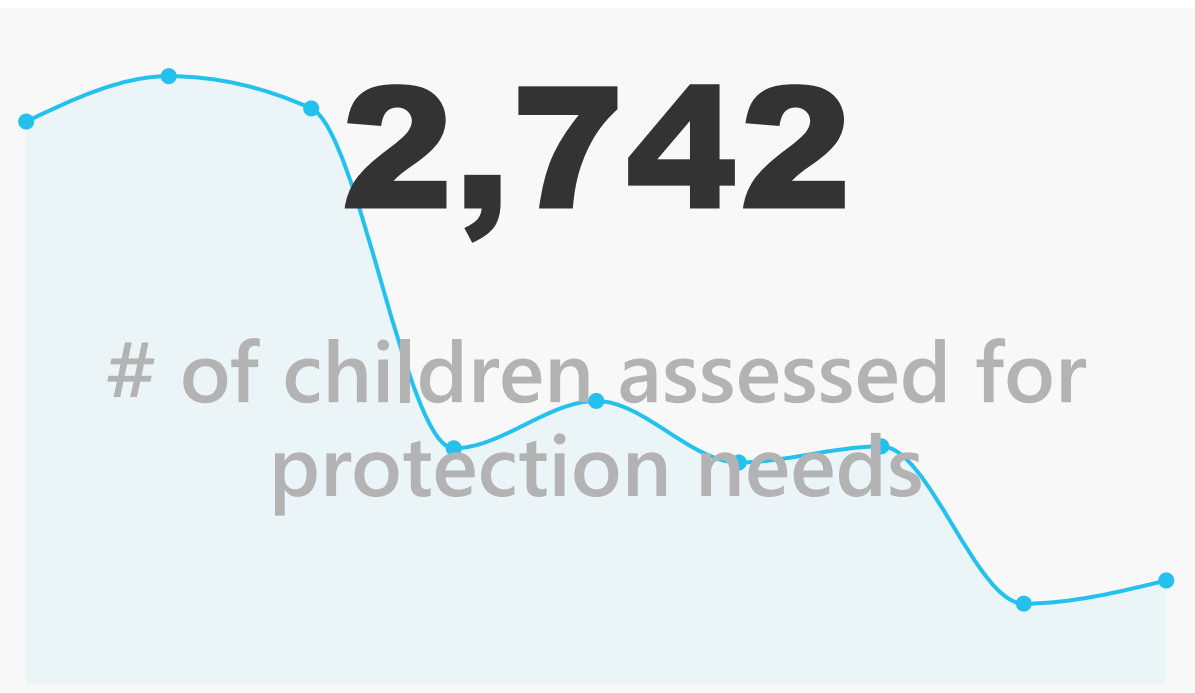 2,742
# of children assessed for
protection needs